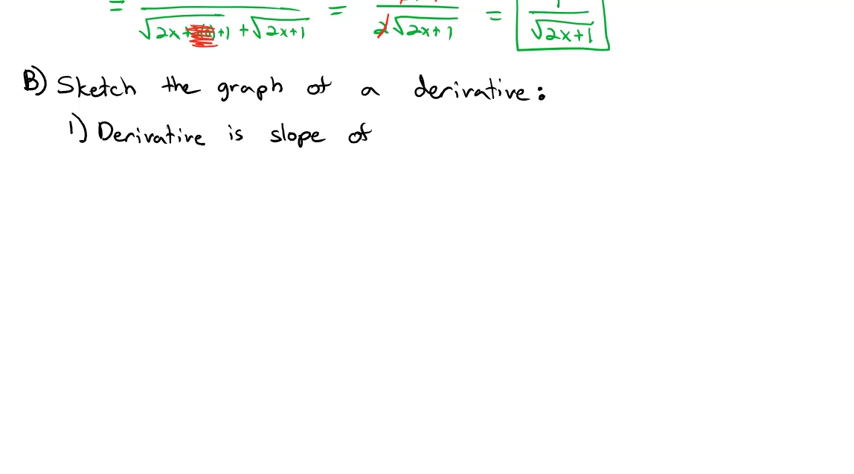 = 1/(√2x+ +1 + √2x+1) = /2√2x+1 = 1/√2x+1
B) Sketch the graph of a derivative:
1) Derivative is slope of